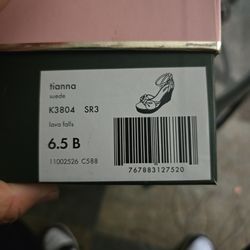 tianna
suede
K3804 SR3
lava falls
6.5 B
11002526 C588
767883127520